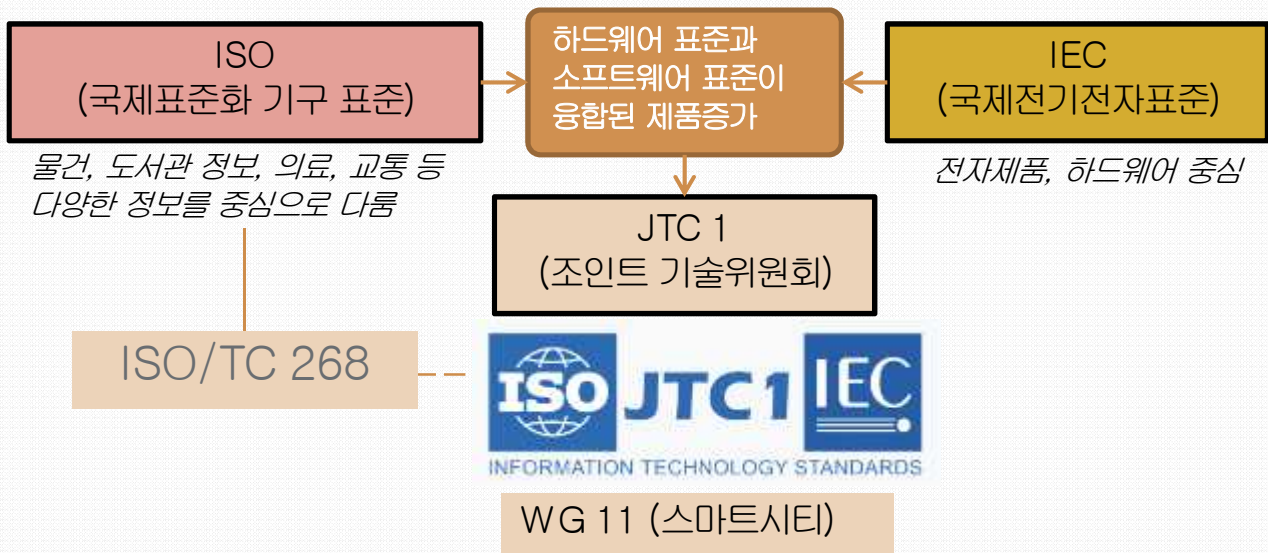 ISO
(국제표준화 기구 표준)
물건, 도서관 정보, 의료, 교통 등
다양한 정보를 중심으로 다룸
하드웨어 표준과
소프트웨어 표준이
융합된 제품증가
IEC
(국제전기전자표준)
전자제품, 하드웨어 중심
JTC 1
(조인트 기술위원회)
ISO/TC 268
ISO JTC1 IEC
INFORMATION TECHNOLOGY STANDARDS
WG 11 (스마트시티)